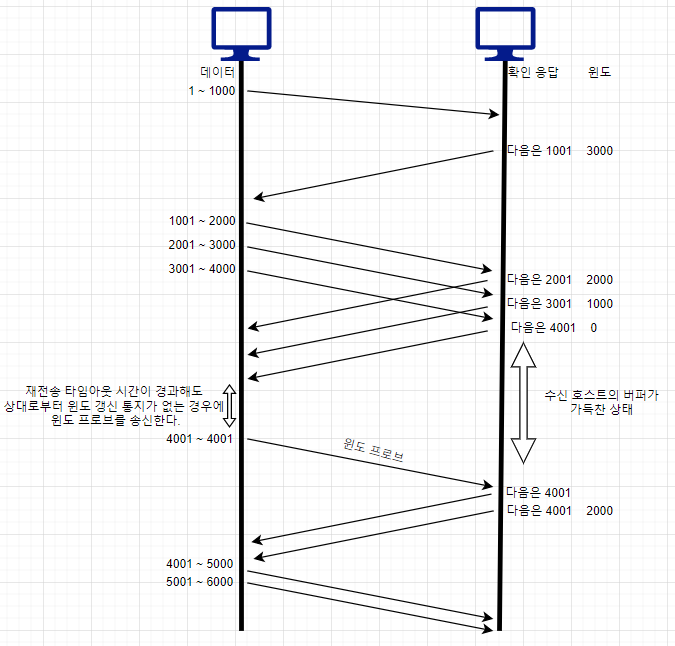 데이터
확인 응답 윈도
1 ~ 1000
다음은 1001 3000
1001 ~ 2000
2001 ~ 3000
3001 ~ 4000
다음은 2001 2000
다음은 3001 1000
다음은 4001 0
재전송 타임아웃 시간이 경과해도
상대로부터 윈도 갱신 통지가 없는 경우에
윈도 프로브를 송신한다.
수신 호스트의 버퍼가
가득찬 상태
4001 ~ 4001
윈도 프로브
다음은 4001
다음은 4001 2000
4001 ~ 5000
5001 ~ 6000